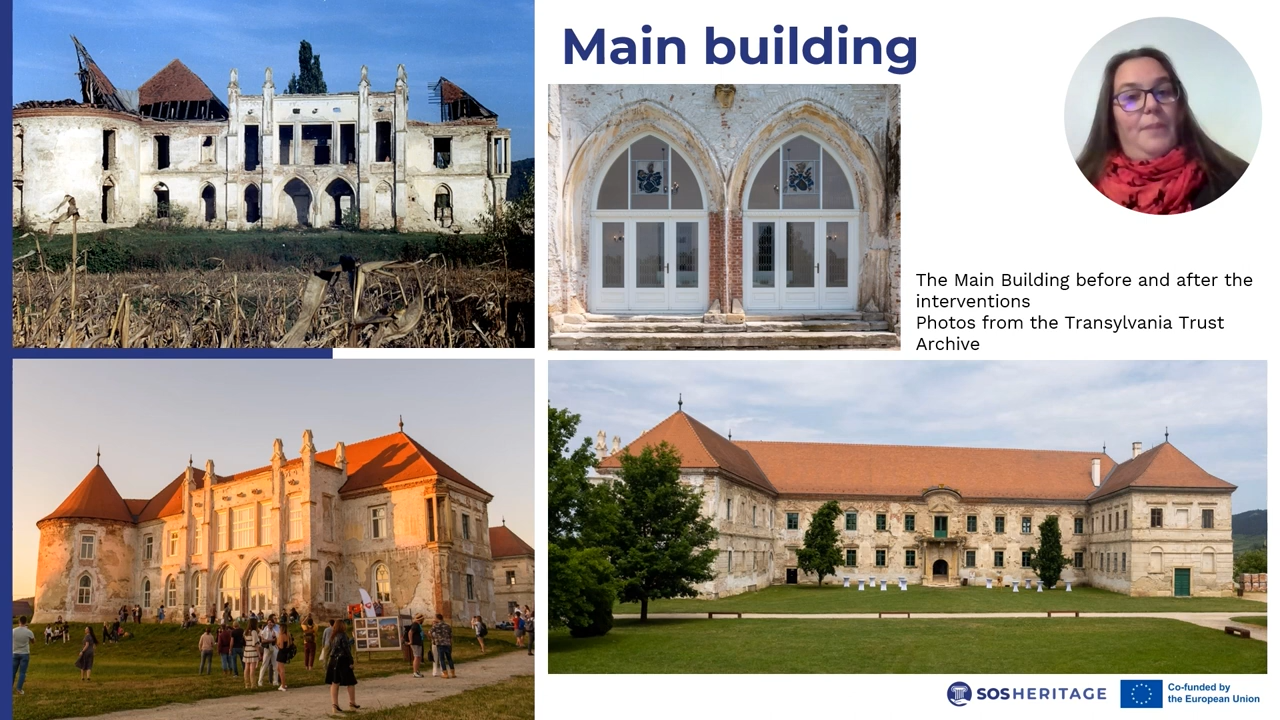 Main building
The Main Building before and after the
interventions
Photos from the Transylvania Trust
Archive
SOSHERITAGE
Co-funded by
the European Union